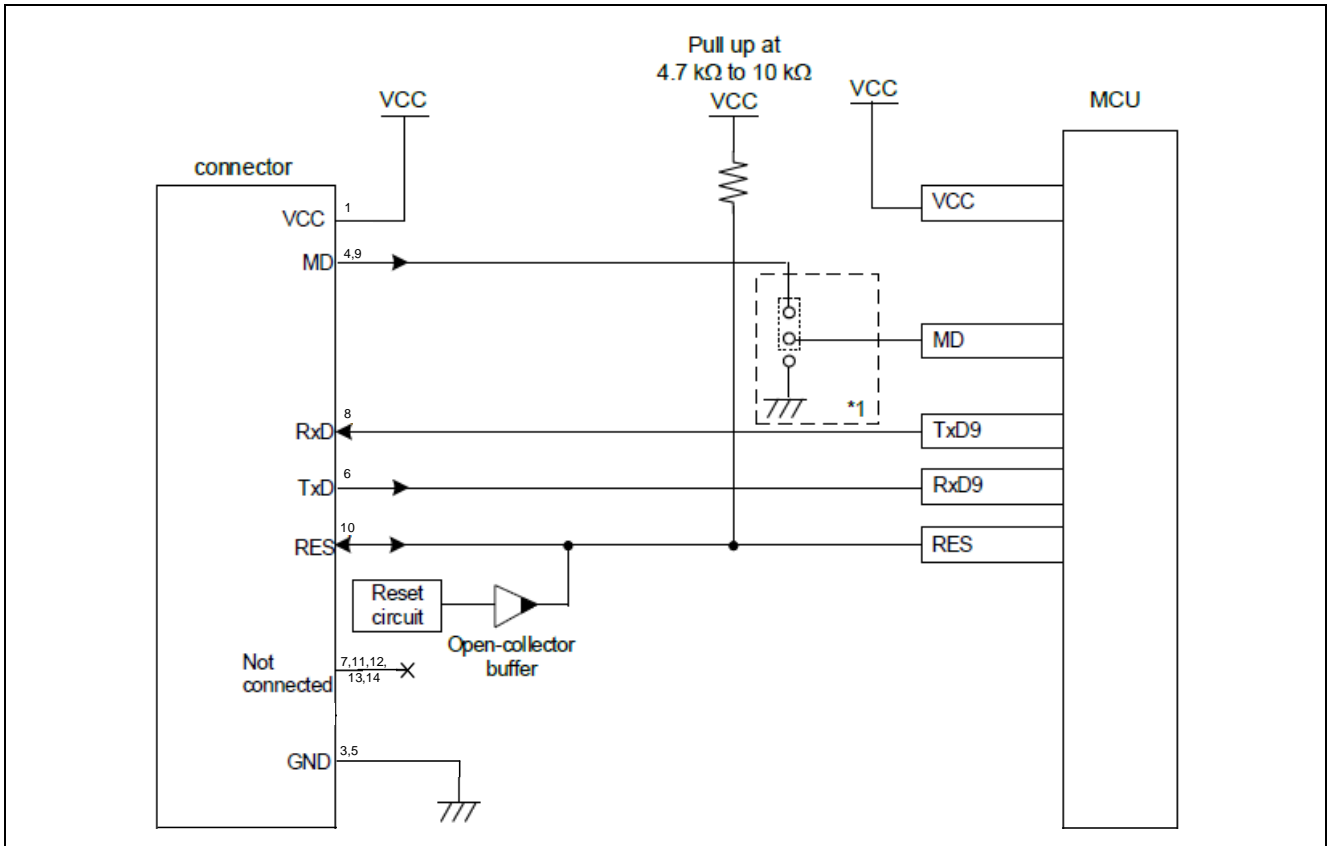 Pull up at
4.7 kΩ to 10 kΩ
VCC
VCC
VCC
MCU
connector
VCC
1
VCC
MD
4,9
MD
*1
RxD
8
TxD9
TxD
6
RxD9
RES
10
RES
Reset
circuit
Open-collector
buffer
Not
connected
7,11,12,
13,14
GND
3,5